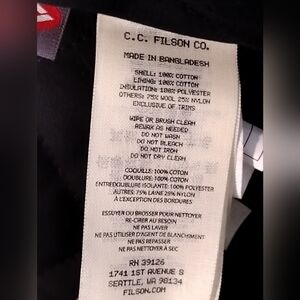 C.C. FILSON CO.
MADE IN BANGLADESH
SHELL: 100% COTTON
LINING: 100% COTTON
INSULATION: 100% POLYESTER
OTHERS: 75% WOOL 25% NYLON
EXCLUSIVE OF TRIMS
WIPE OR BRUSH CLEAN
REWAX AS NEEDED
DO NOT WASH
DO NOT BLEACH
DO NOT IRON
DO NOT DRY CLEAN
COQUILLE: 100% COTON
DOUBLURE: 100% COTON
ENTREDOUBLURE ISOLANTE: 100% POLYESTER
AUTRES: 75% LAINE 25% NYLON
A L'EXCEPTION DES BORDURES
ESSUYER OU BROSSER POUR NETTOYER
RE-CIRER AU BESOIN
NE PAS LAVER
NE PAS UTILISER D'AGENT DE BLANCHIMENT
NE PAS REPASSER
NE PAS NETTOYER À SEC
RN 39126
1741 1ST AVENUE S
SEATTLE, WA 98134
FILSON.COM